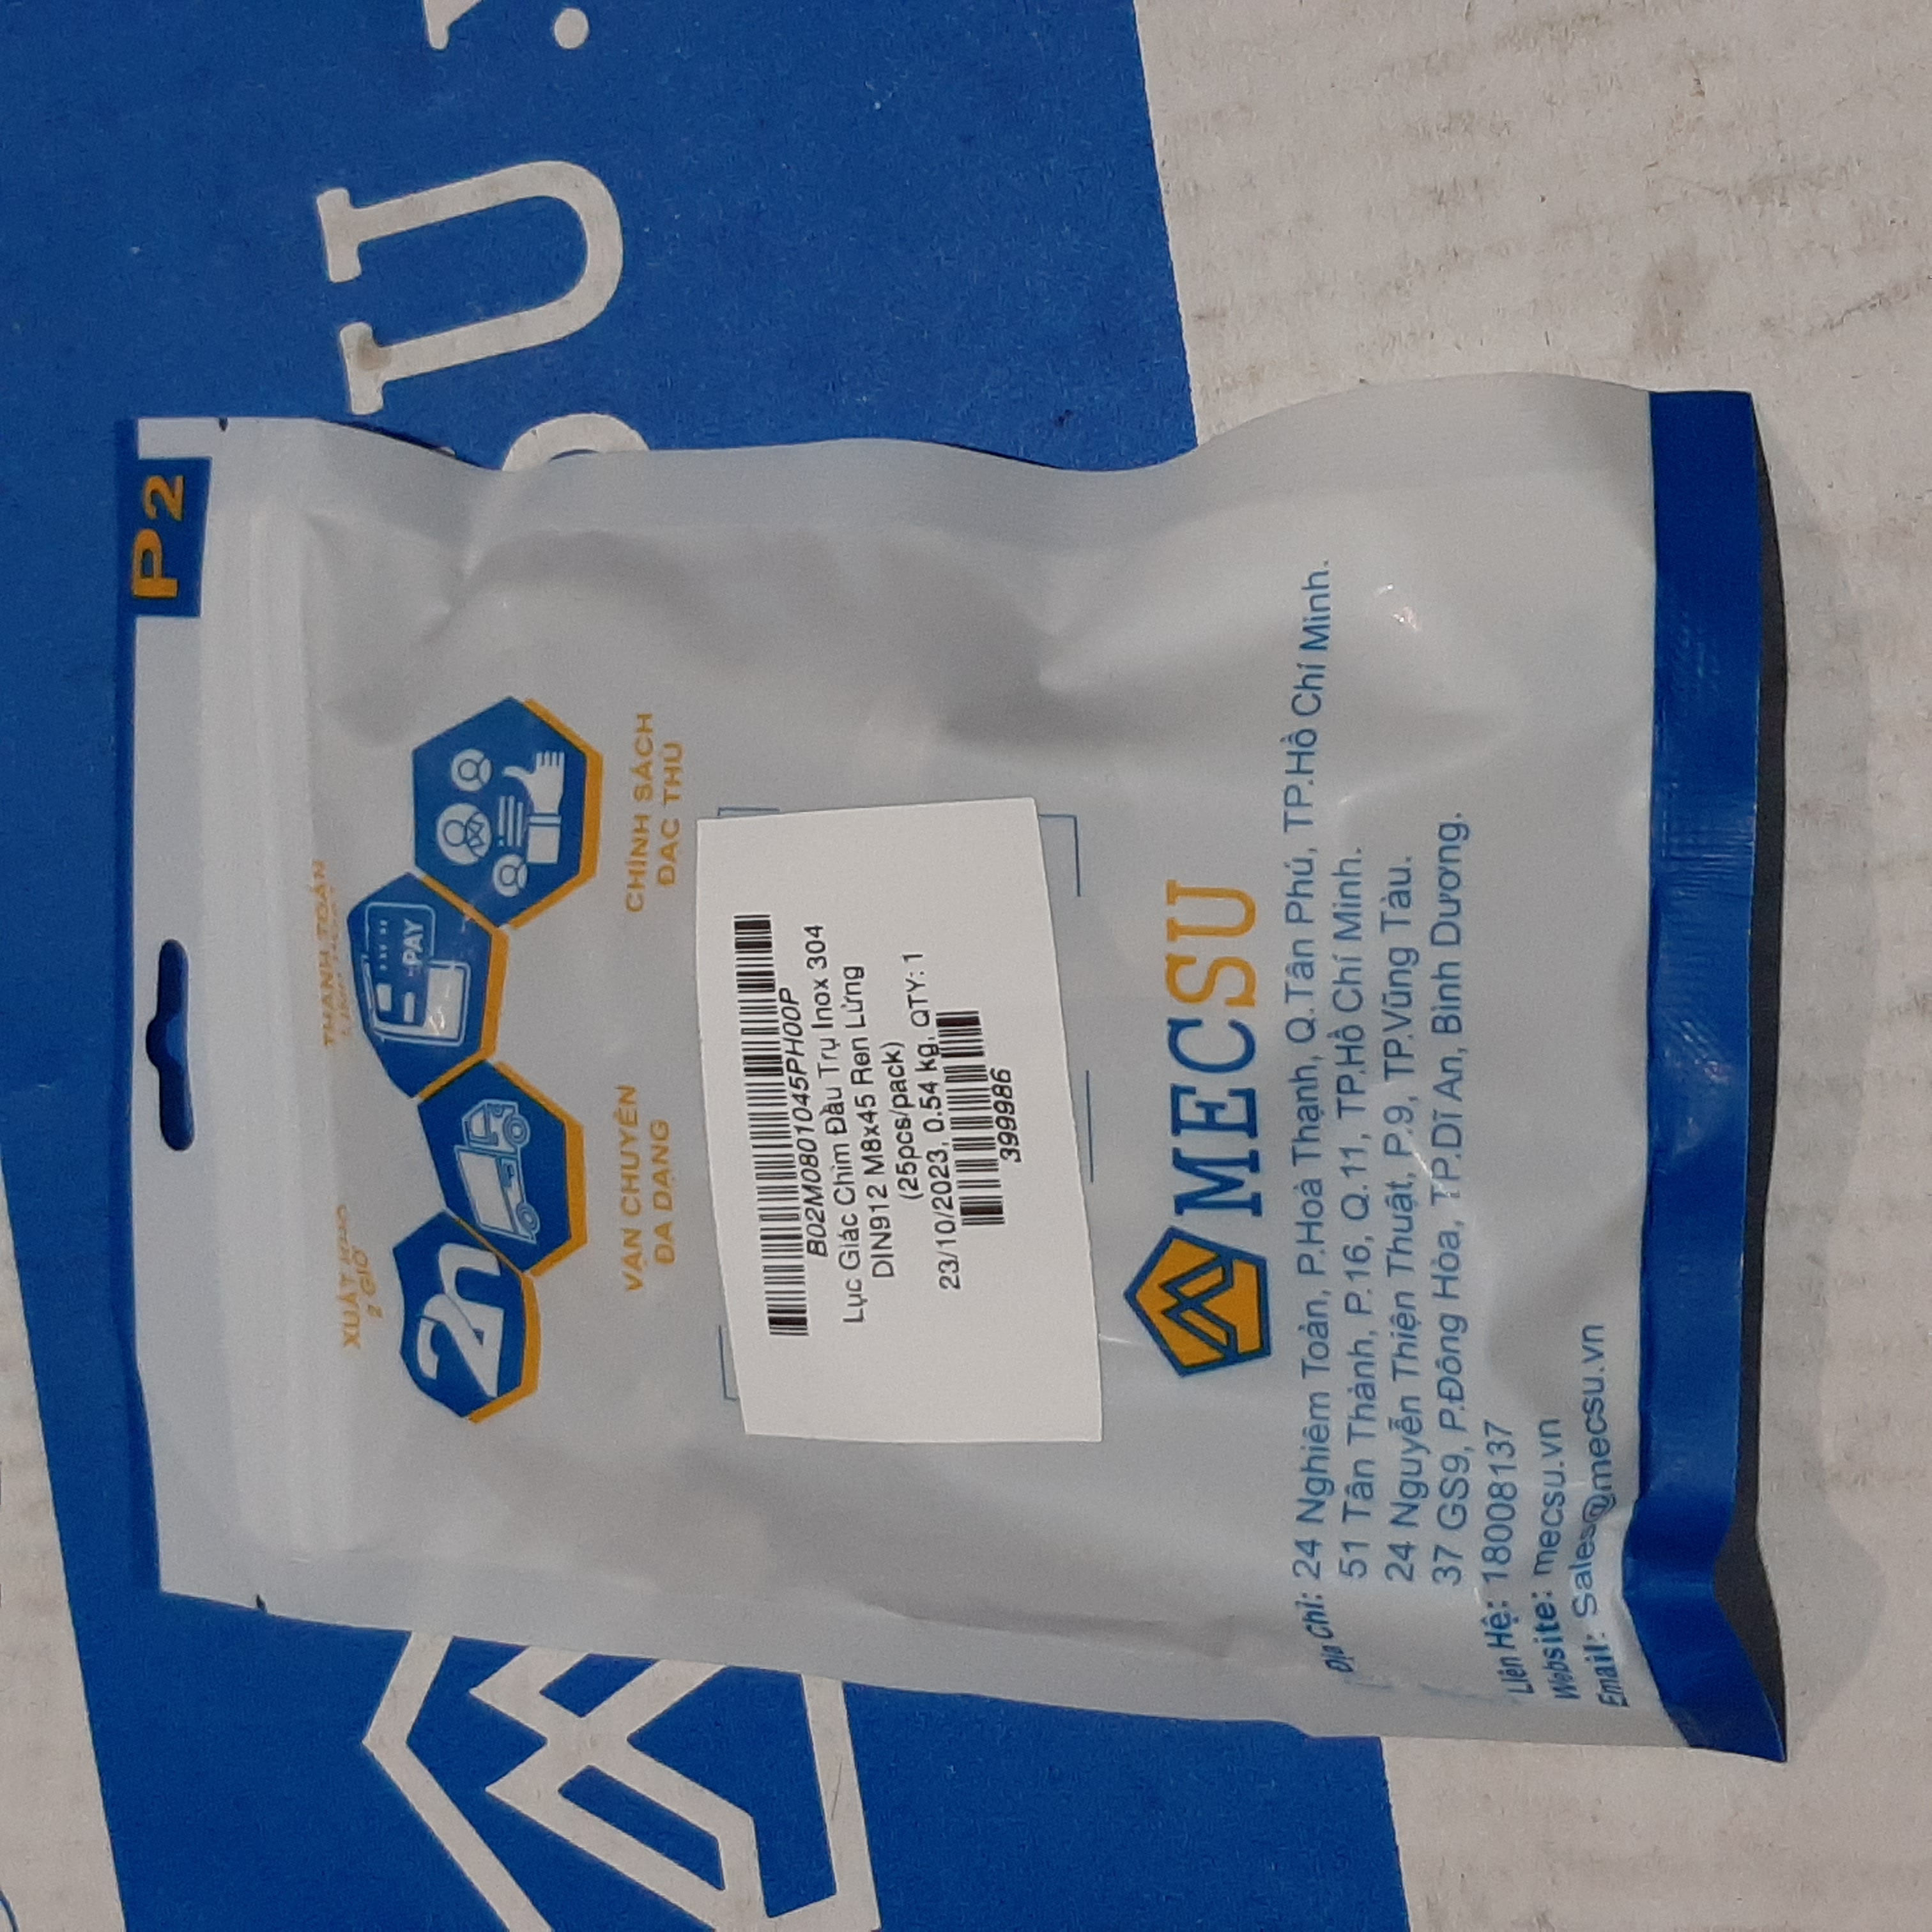 P2
XUẤT
2 GIỜ
2h
THANH TOÁN
PAY
VẬN CHUYỂN
ĐA DẠNG
CHÍNH SÁCH
ĐẶC THÙ
B02M0801045PH00P
Lục Giác Chìm Đầu Trụ Inox 304
DIN912 M8x45 Ren Lửng
(25pcs/pack)
23/10/2023, 0.54 kg, QTY: 1
399986
MECSU
Địa Chỉ: 24 Nghiêm Toản, P.Hoà Thạnh, Q.Tân Phú, TP.Hồ Chí Minh.
51 Tân Thành, P.16, Q.11, TP.Hồ Chí Minh.
24 Nguyễn Thiện Thuật, P.9, TP.Vũng Tàu.
37 GS9, P.Đông Hòa, TP.Dĩ An, Bình Dương.
Liên Hệ: 18008137
Website: mecsu.vn
Email: Sales@mecsu.vn